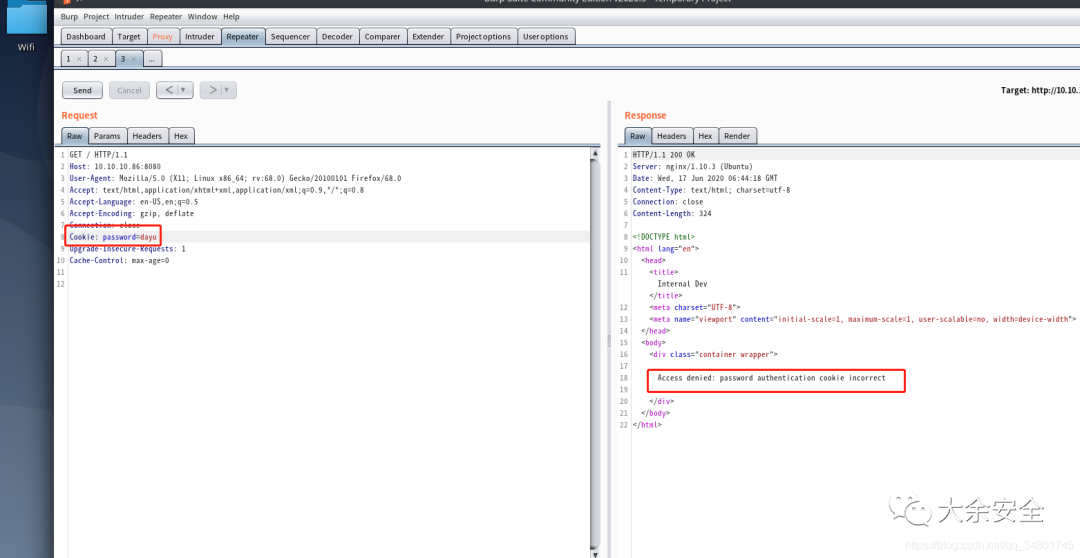 Burp Suite Community Edition v2020.5 - Temporary Project
Burp Project Intruder Repeater Window Help
Wifi
Dashboard Target Proxy Intruder Repeater Sequencer Decoder Comparer Extender Project options User options
1 × 2 × 3 × ...
Send Cancel < > Target: http://10.10.1
Request
Raw Params Headers Hex
1 GET / HTTP/1.1
2 Host: 10.10.10.86:8080
3 User-Agent: Mozilla/5.0 (X11; Linux x86_64; rv:68.0) Gecko/20100101 Firefox/68.0
4 Accept: text/html,application/xhtml+xml,application/xml;q=0.9,*/*;q=0.8
5 Accept-Language: en-US,en;q=0.5
6 Accept-Encoding: gzip, deflate
7 Connection: close
8 Cookie: password=dayu
9 Upgrade-Insecure-Requests: 1
10 Cache-Control: max-age=0
11
12
Response
Raw Headers Hex Render
1 HTTP/1.1 200 OK
2 Server: nginx/1.10.3 (Ubuntu)
3 Date: Wed, 17 Jun 2020 06:44:18 GMT
4 Content-Type: text/html; charset=utf-8
5 Connection: close
6 Content-Length: 324
7
8 <!DOCTYPE html>
9 <html lang="en">
10 <head>
11 <title>
Internal Dev
</title>
12 <meta charset="UTF-8">
13 <meta name="viewport" content="initial-scale=1, maximum-scale=1, user-scalable=no, width=device-width">
14 </head>
15 <body>
16 <div class="container wrapper">
17
18 Access denied: password authentication cookie incorrect
19
20 </div>
21 </body>
22 </html>
大余安全
https://blog.csdn.net/qq_34801745